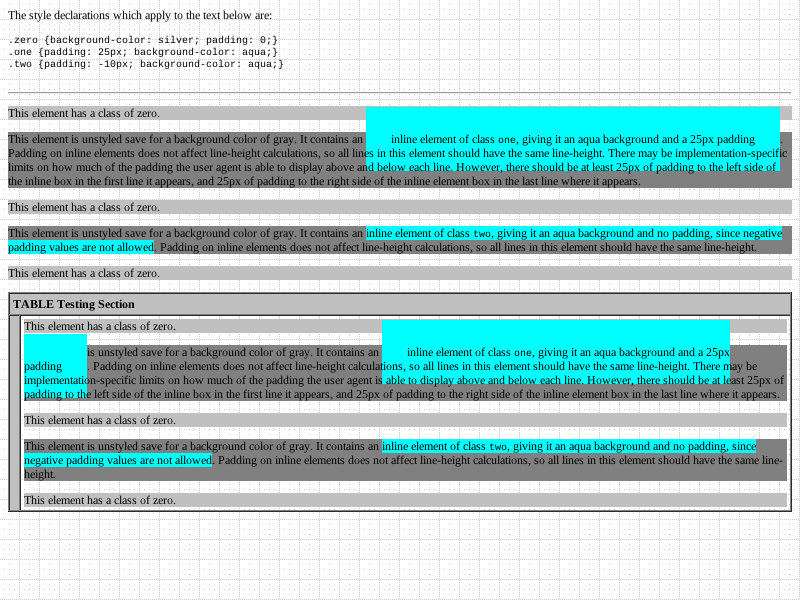 The style declarations which apply to the text below are:
.zero {background-color: silver; padding: 0;}
.one {padding: 25px; background-color: aqua;}
.two {padding: -10px; background-color: aqua;}
This element has a class of zero.
This element is unstyled save for a background color of gray. It contains an inline element of class one, giving it an aqua background and a 25px padding.
Padding on inline elements does not affect line-height calculations, so all lines in this element should have the same line-height. There may be implementation-specific
limits on how much of the padding the user agent is able to display above and below each line. However, there should be at least 25px of padding to the left side of
the inline box in the first line it appears, and 25px of padding to the right side of the inline element box in the last line where it appears.
This element has a class of zero.
This element is unstyled save for a background color of gray. It contains an inline element of class two, giving it an aqua background and no padding, since negative
padding values are not allowed. Padding on inline elements does not affect line-height calculations, so all lines in this element should have the same line-height.
This element has a class of zero.
TABLE Testing Section
This element has a class of zero.
is unstyled save for a background color of gray. It contains an inline element of class one, giving it an aqua background and a 25px
padding. Padding on inline elements does not affect line-height calculations, so all lines in this element should have the same line-height. There may be
implementation-specific limits on how much of the padding the user agent is able to display above and below each line. However, there should be at least 25px of
padding to the left side of the inline element box in the first line it appears, and 25px of padding to the right side of the inline element box in the last line where it appears.
This element has a class of zero.
This element is unstyled save for a background color of gray. It contains an inline element of class two, giving it an aqua background and no padding, since
negative padding values are not allowed. Padding on inline elements does not affect line-height calculations, so all lines in this element should have the same line-
height.
This element has a class of zero.